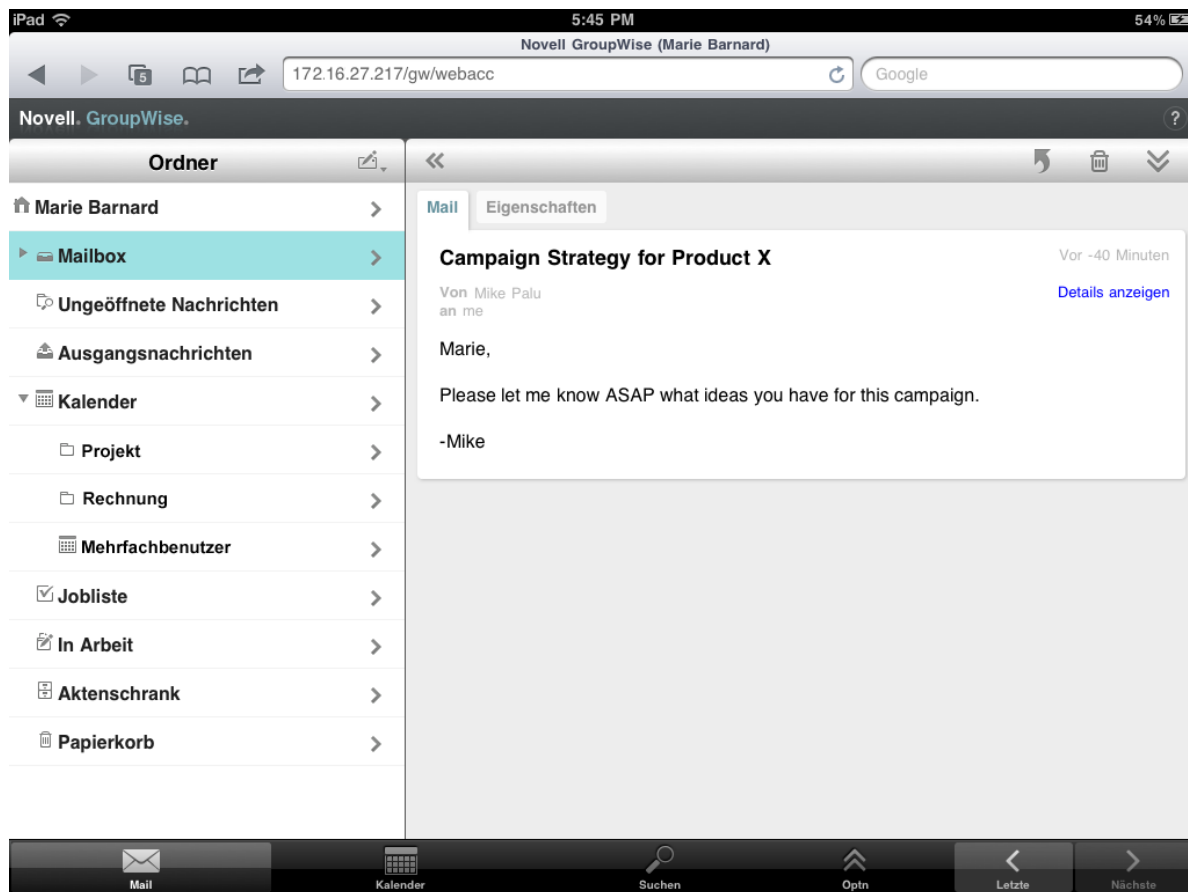 iPad 5:45 PM 54%
Novell GroupWise (Marie Barnard)
5 172.16.27.217/gw/webacc Google
Novell. GroupWise. ?
Ordner
Marie Barnard
Mailbox
Ungeöffnete Nachrichten
Ausgangsnachrichten
Kalender
Projekt
Rechnung
Mehrfachbenutzer
Jobliste
In Arbeit
Aktenschrank
Papierkorb
Mail Eigenschaften
Campaign Strategy for Product X Vor -40 Minuten
Von Mike Palu Details anzeigen
an me
Marie,
Please let me know ASAP what ideas you have for this campaign.
-Mike
Mail Kalender Suchen Optn Letzte Nächste